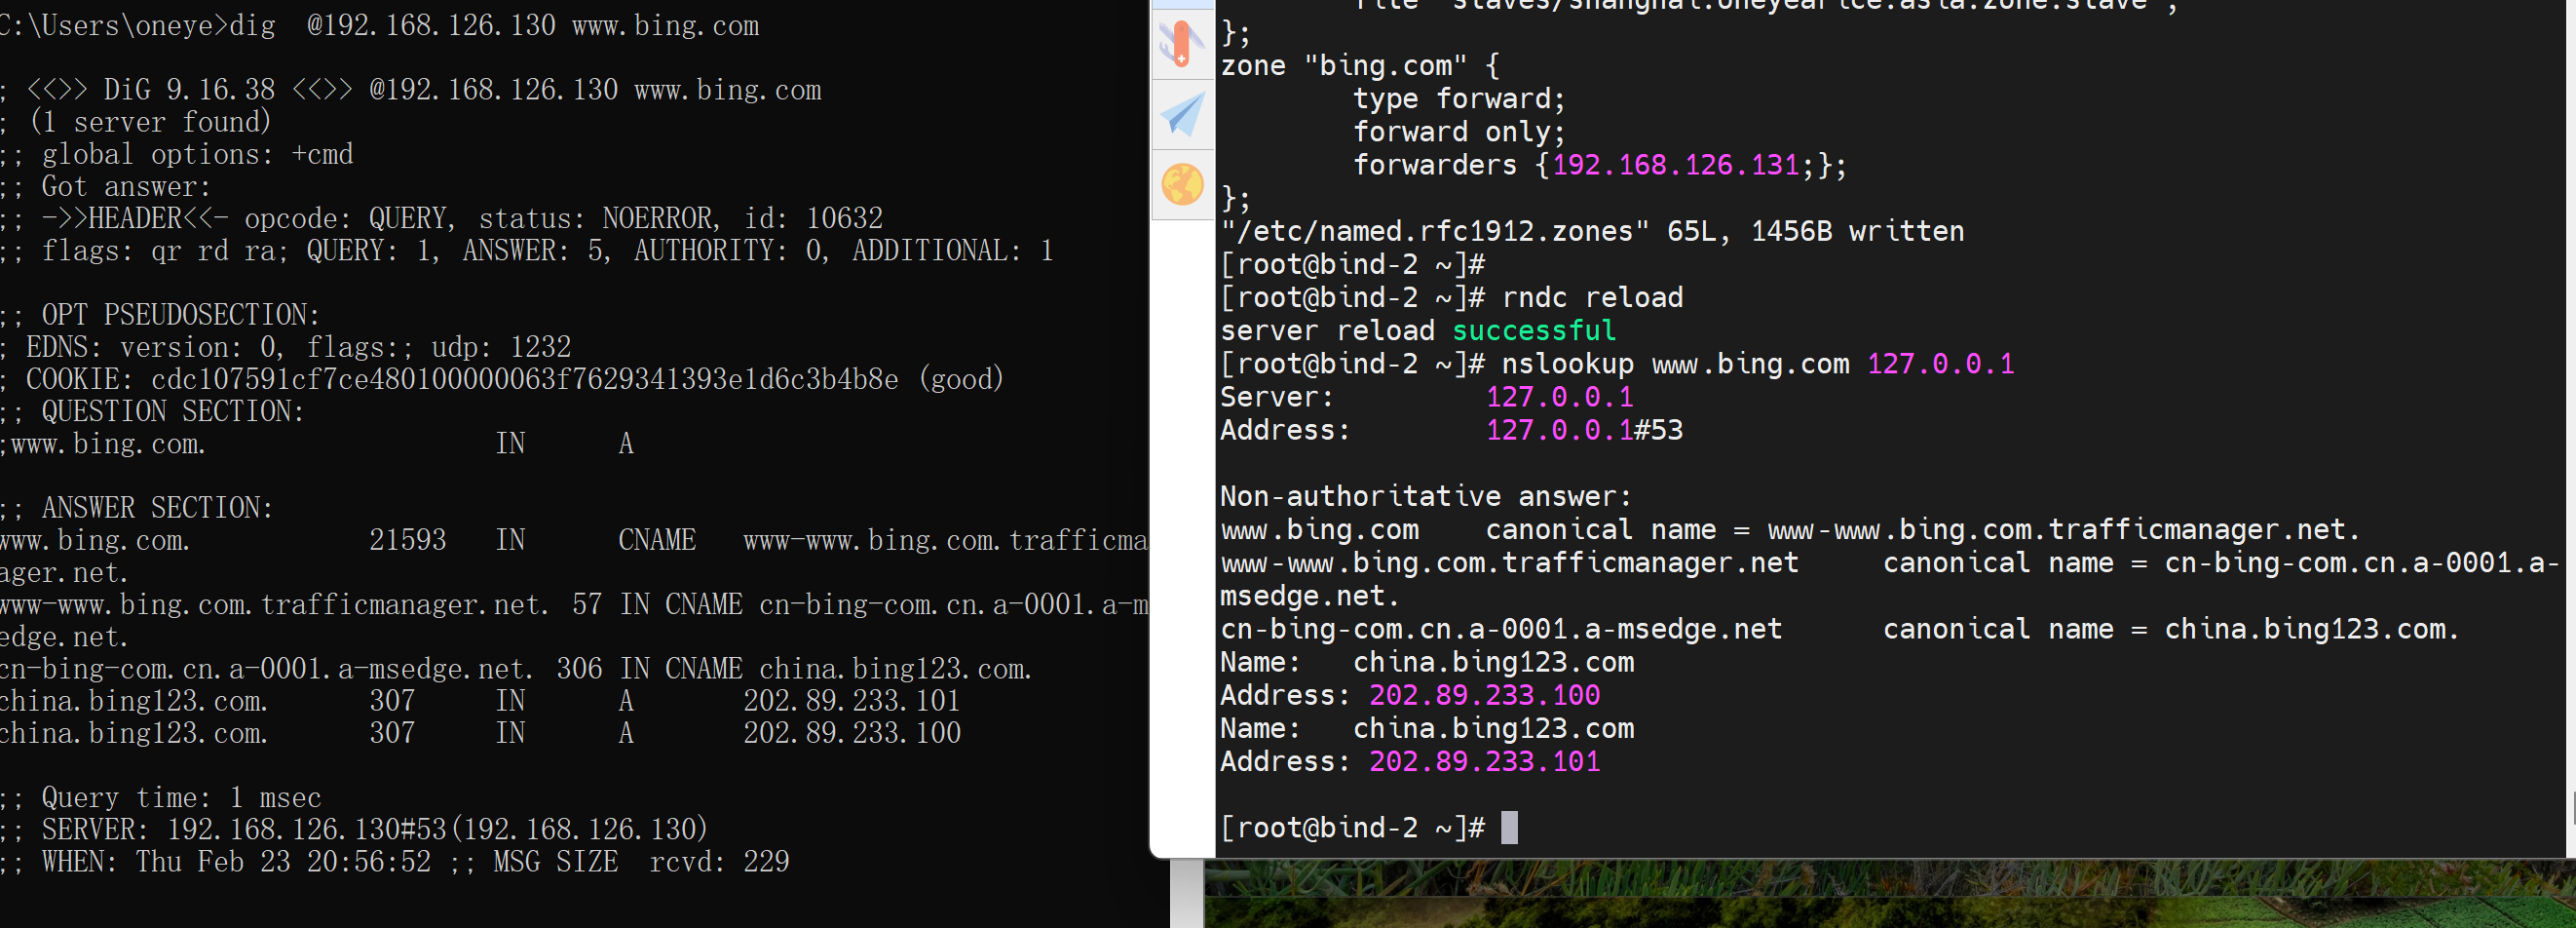 C:\Users\oneye>dig  @192.168.126.130 www.bing.com
; <<>> DiG 9.16.38 <<>> @192.168.126.130 www.bing.com
; (1 server found)
;; global options: +cmd
;; Got answer:
;; ->>HEADER<<- opcode: QUERY, status: NOERROR, id: 10632
;; flags: qr rd ra; QUERY: 1, ANSWER: 5, AUTHORITY: 0, ADDITIONAL: 1
;; OPT PSEUDOSECTION:
; EDNS: version: 0, flags:; udp: 1232
; COOKIE: cdc107591cf7ce480100000063f7629341393e1d6c3b4b8e (good)
;; QUESTION SECTION:
;www.bing.com. IN A
;; ANSWER SECTION:
www.bing.com. 21593 IN CNAME www-www.bing.com.trafficma
ager.net.
www-www.bing.com.trafficmanager.net. 57 IN CNAME cn-bing-com.cn.a-0001.a-m
edge.net.
cn-bing-com.cn.a-0001.a-msedge.net. 306 IN CNAME china.bing123.com.
china.bing123.com. 307 IN A 202.89.233.101
china.bing123.com. 307 IN A 202.89.233.100
;; Query time: 1 msec
;; SERVER: 192.168.126.130#53(192.168.126.130)
;; WHEN: Thu Feb 23 20:56:52 ;; MSG SIZE  rcvd: 229
file "slaves/shanghai.oneyearice.asia.zone.slave";
};
zone "bing.com" {
type forward;
forward only;
forwarders {192.168.126.131;};
};
"/etc/named.rfc1912.zones" 65L, 1456B written
[root@bind-2 ~]#
[root@bind-2 ~]# rndc reload
server reload successful
[root@bind-2 ~]# nslookup www.bing.com 127.0.0.1
Server: 127.0.0.1
Address: 127.0.0.1#53
Non-authoritative answer:
www.bing.com canonical name = www-www.bing.com.trafficmanager.net.
www-www.bing.com.trafficmanager.net canonical name = cn-bing-com.cn.a-0001.a-
msedge.net.
cn-bing-com.cn.a-0001.a-msedge.net canonical name = china.bing123.com.
Name: china.bing123.com
Address: 202.89.233.100
Name: china.bing123.com
Address: 202.89.233.101
[root@bind-2 ~]#